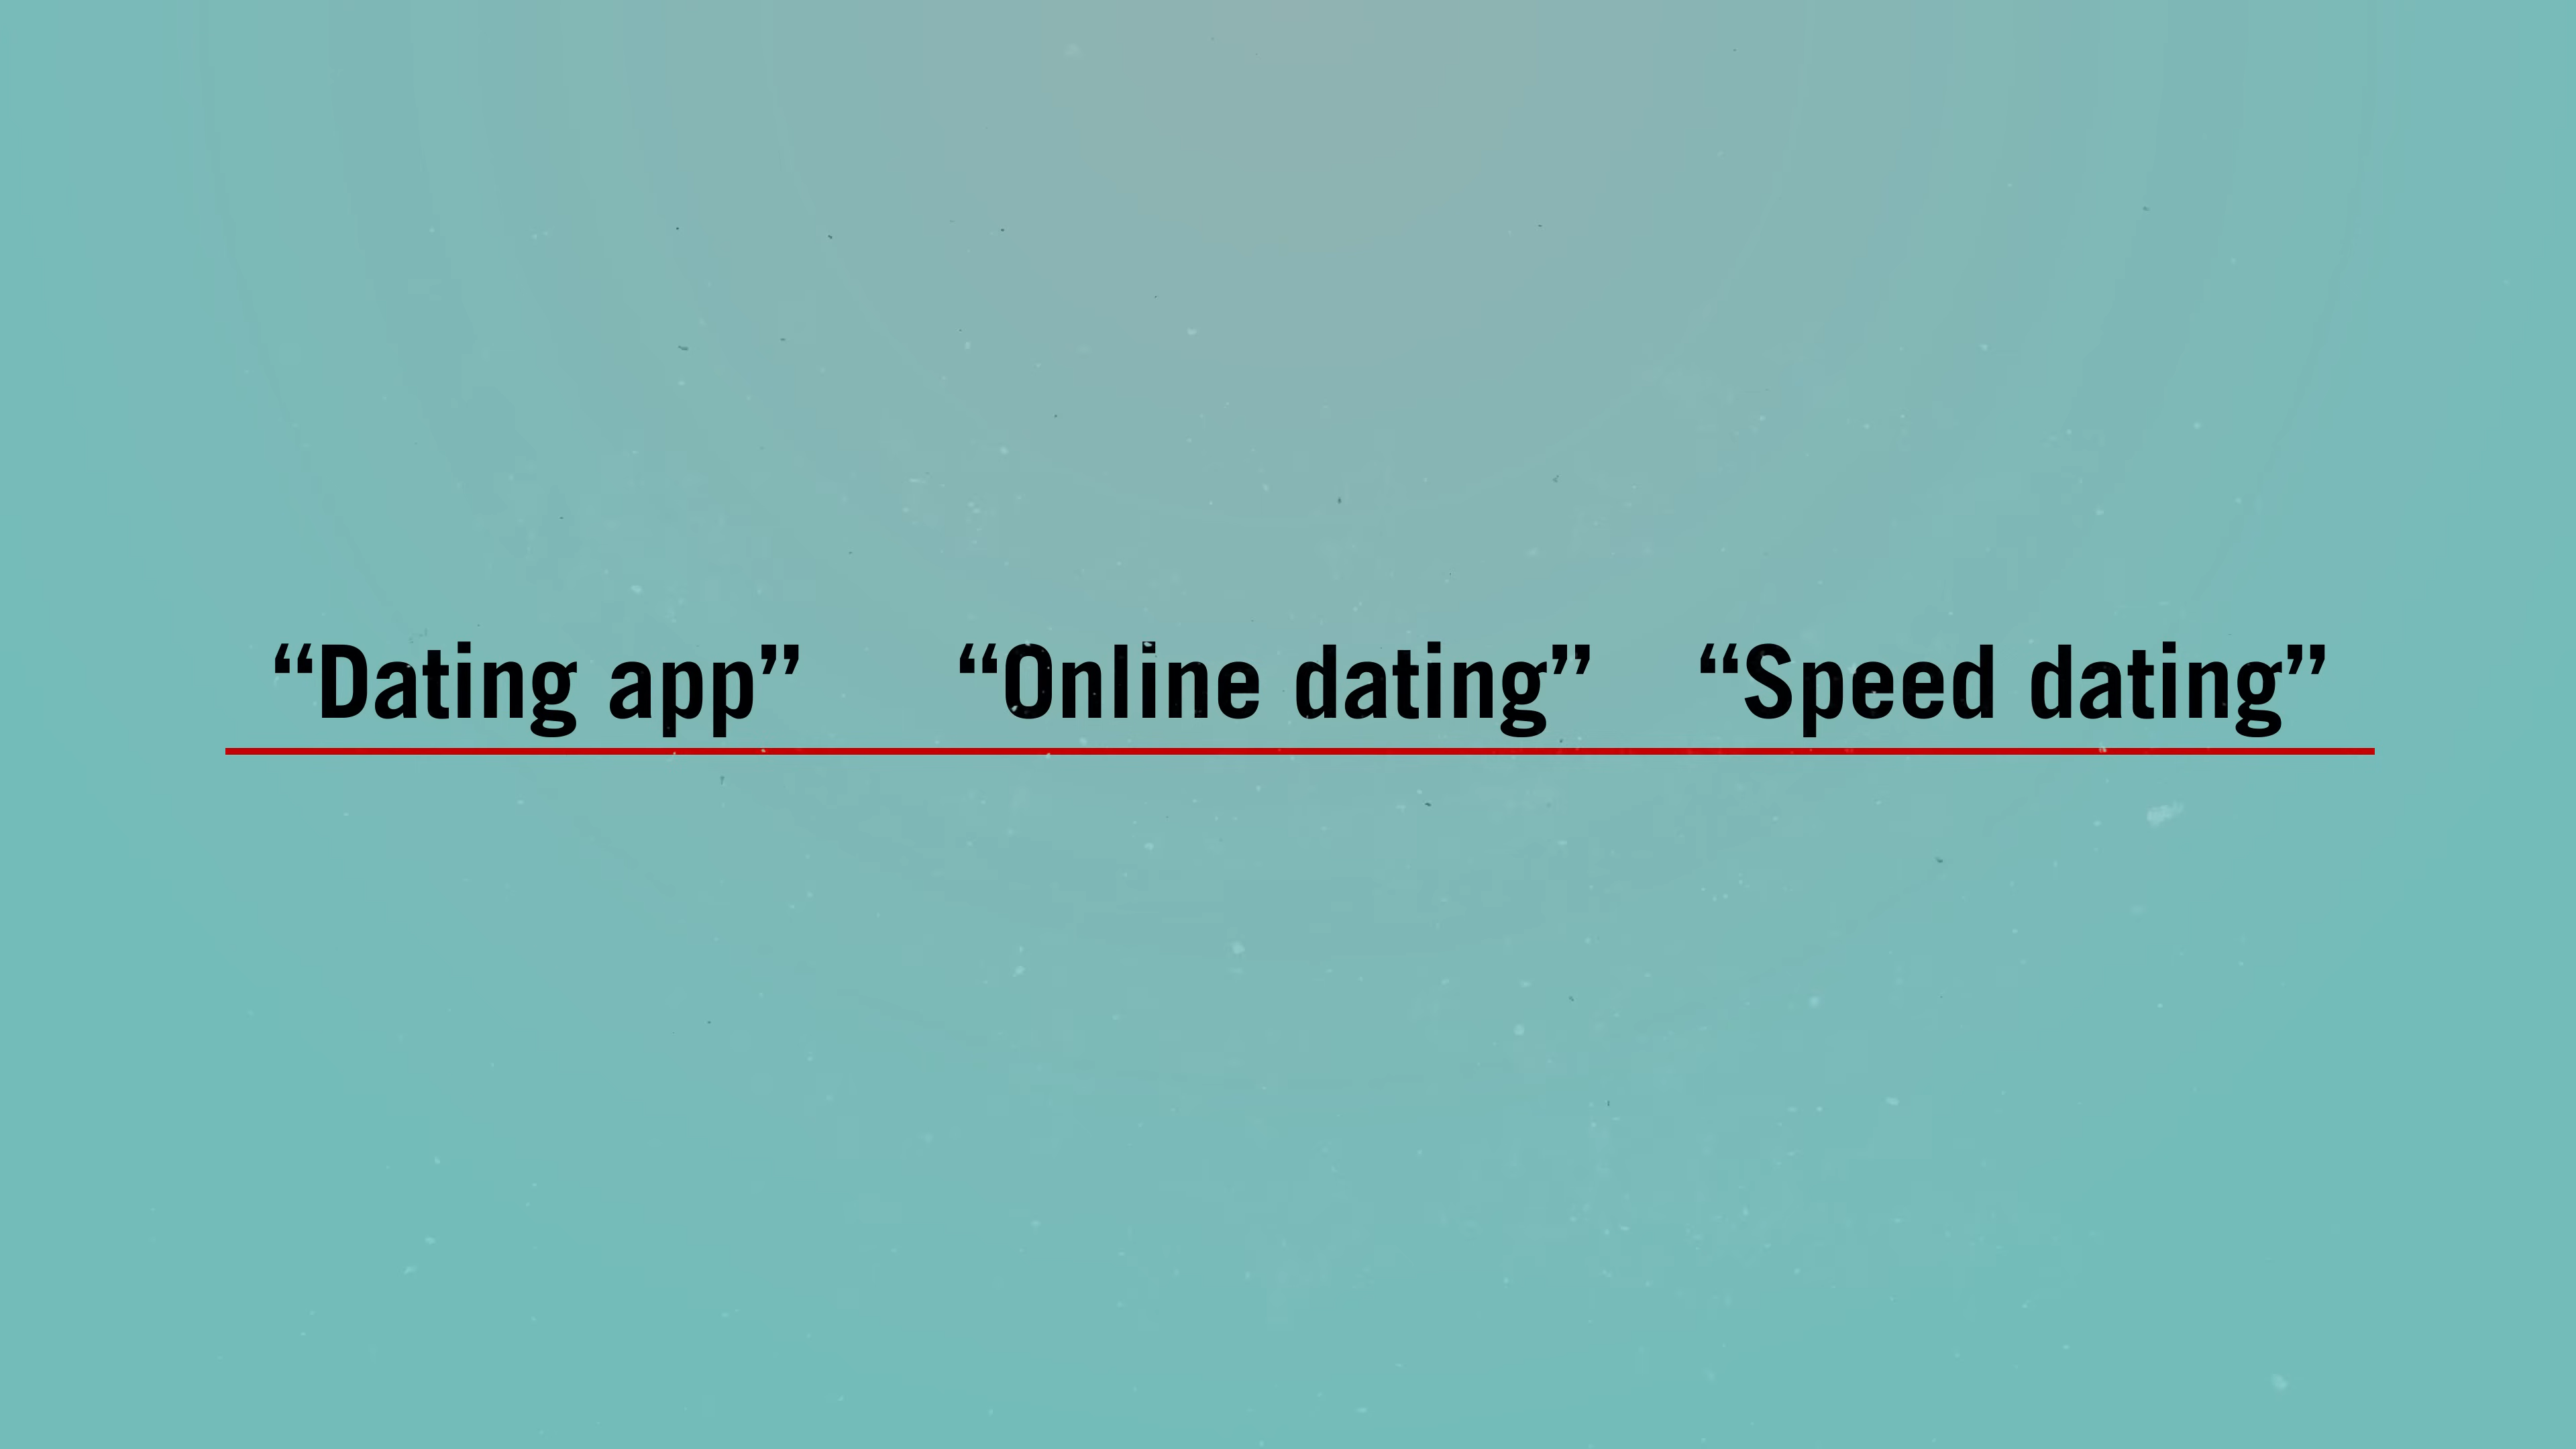 “Dating app” “Online dating” “Speed dating”